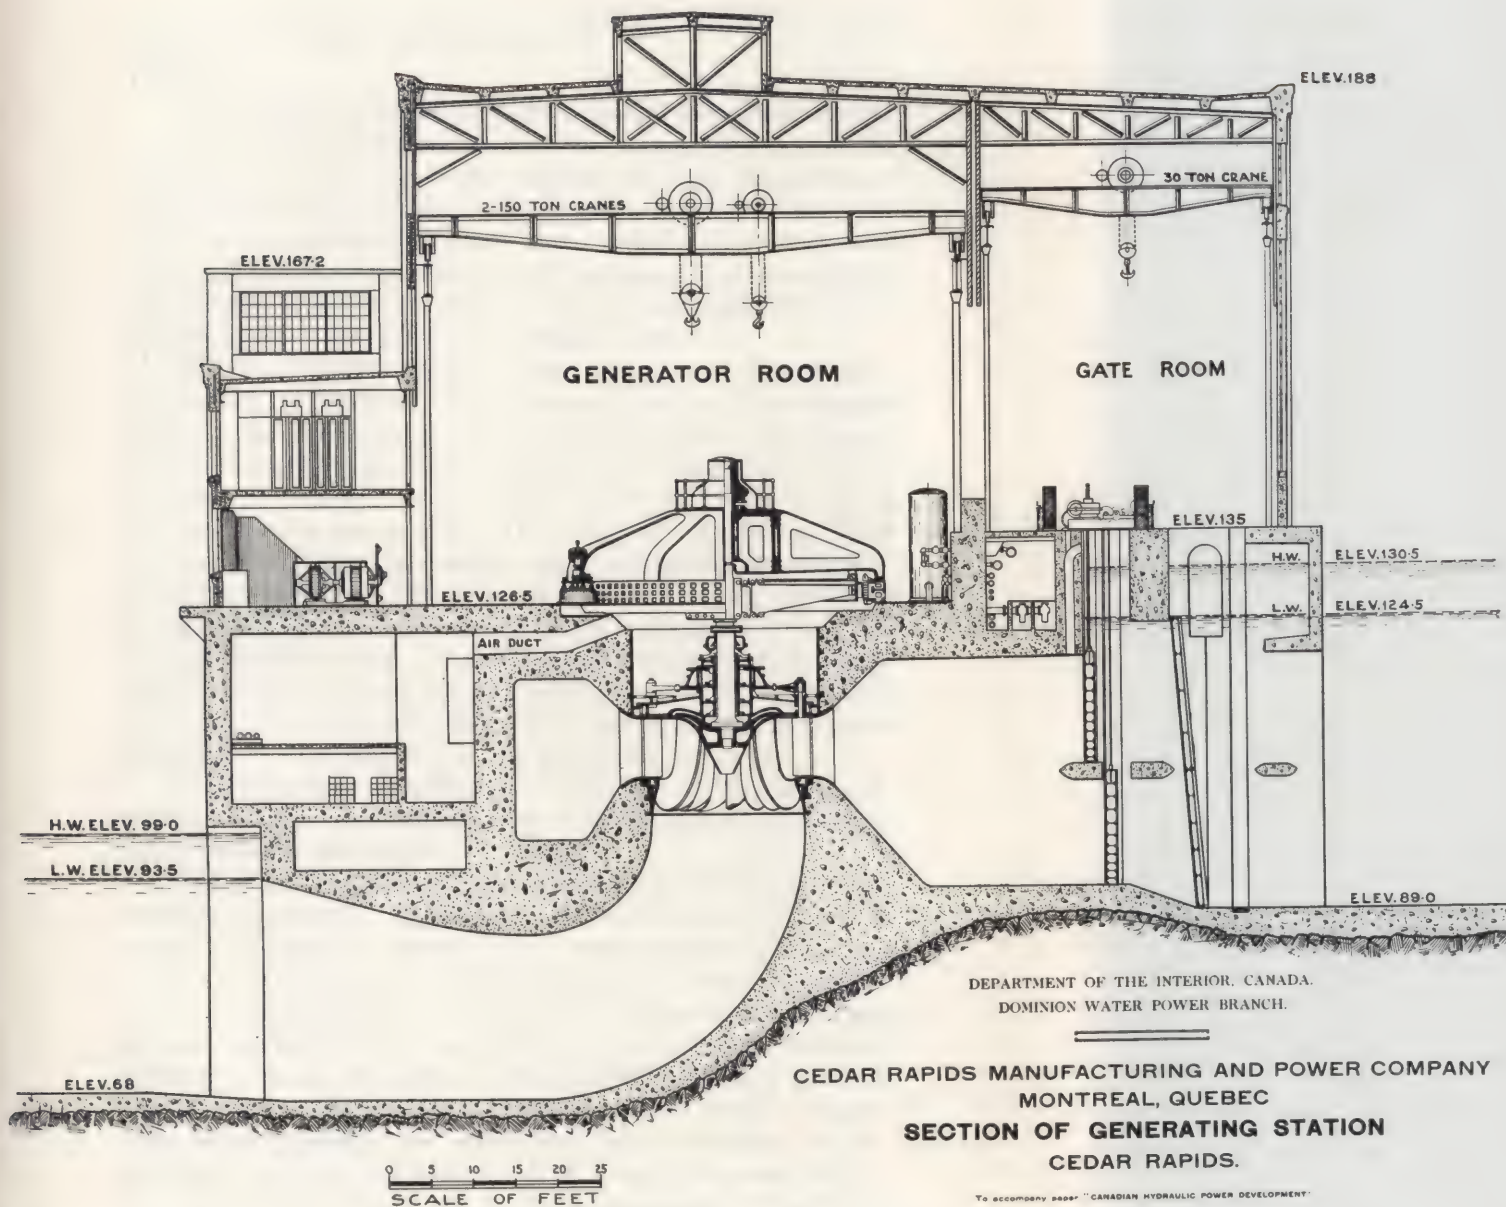 ELEV.188
30 TON CRANE
2-150 TON CRANES
ELEV.167·2
GENERATOR ROOM
GATE ROOM
ELEV.135
H.W. ELEV.130·5
ELEV.126·5
L.W. ELEV.124·5
AIR DUCT
H.W. ELEV. 99·0
L.W. ELEV. 93·5
ELEV.89·0
ELEV.68
DEPARTMENT OF THE INTERIOR, CANADA.
DOMINION WATER POWER BRANCH.
CEDAR RAPIDS MANUFACTURING AND POWER COMPANY
MONTREAL, QUEBEC
SECTION OF GENERATING STATION
CEDAR RAPIDS.
0 5 10 15 20 25
SCALE OF FEET
To accompany paper "CANADIAN HYDRAULIC POWER DEVELOPMENT"